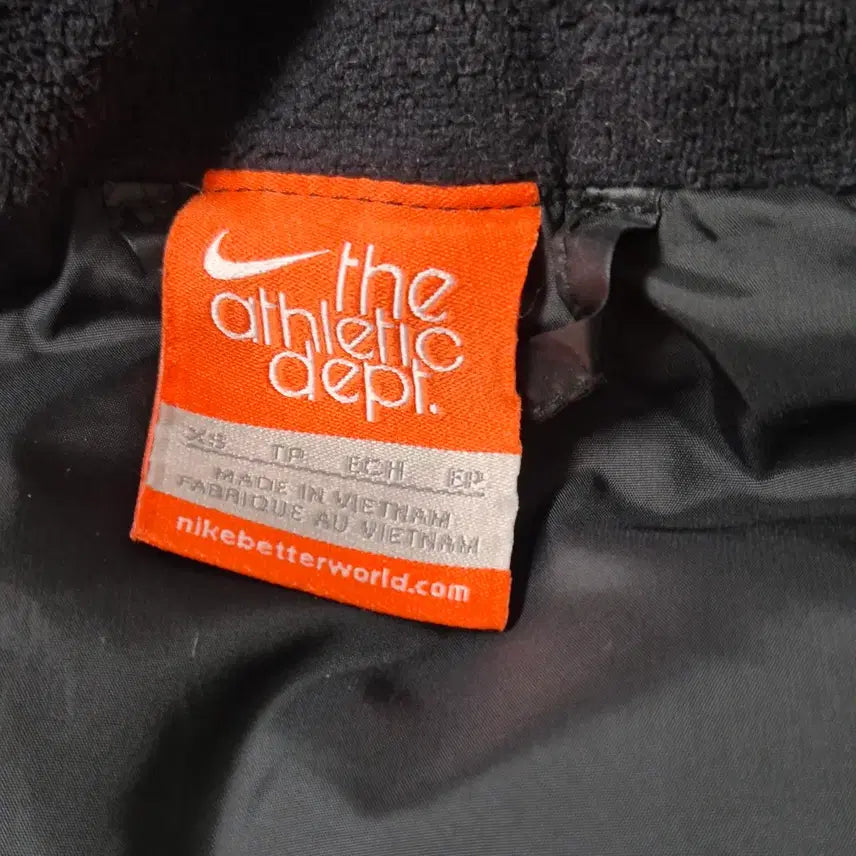 the
athletic
dept.
XS TP ECH EP
MADE IN VIETNAM
FABRIQUE AU VIETNAM
nikebetterworld.com